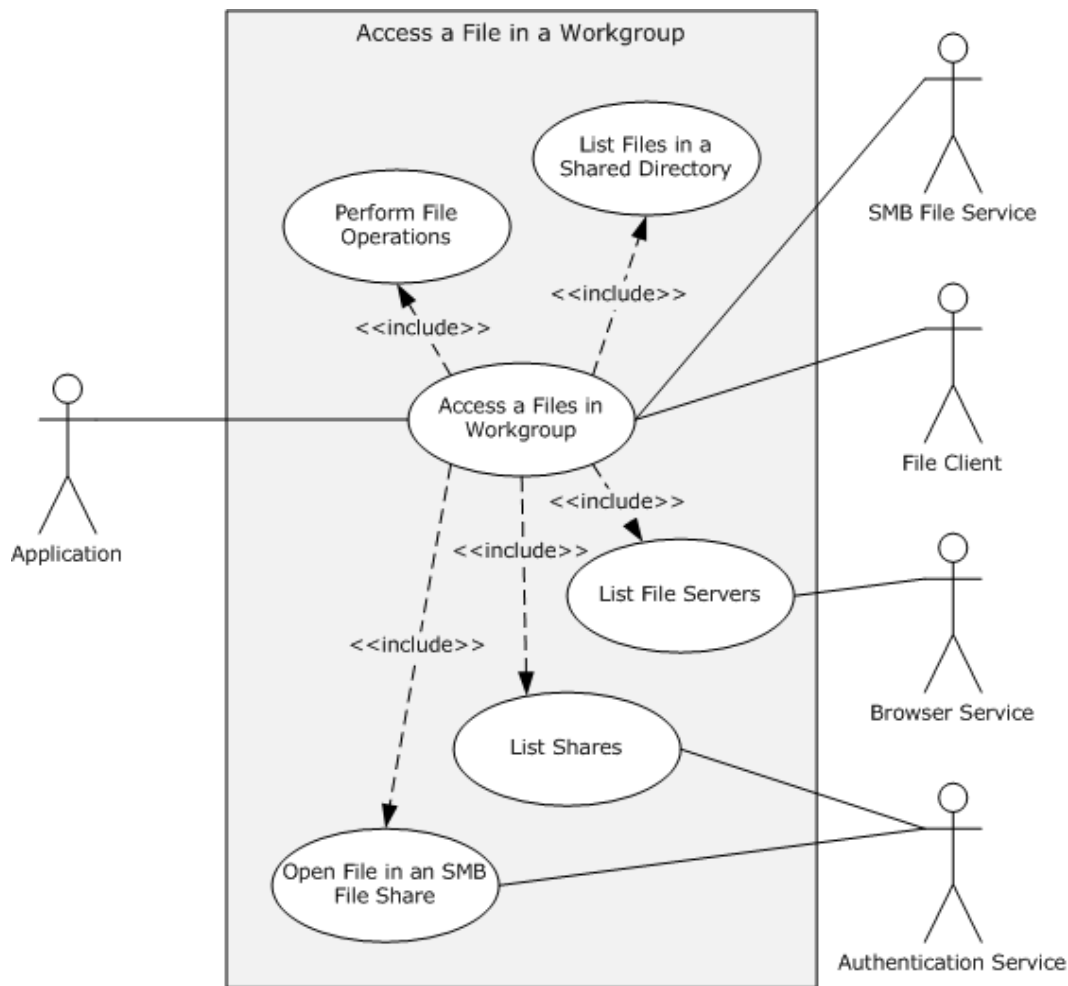 Access a File in a Workgroup
List Files in a
Shared Directory
Perform File
Operations
SMB File Service
<<include>>
<<include>>
Access a Files in
Workgroup
File Client
<<include>>
Application
<<include>>
List File Servers
<<include>>
Browser Service
List Shares
Open File in an SMB
File Share
Authentication Service